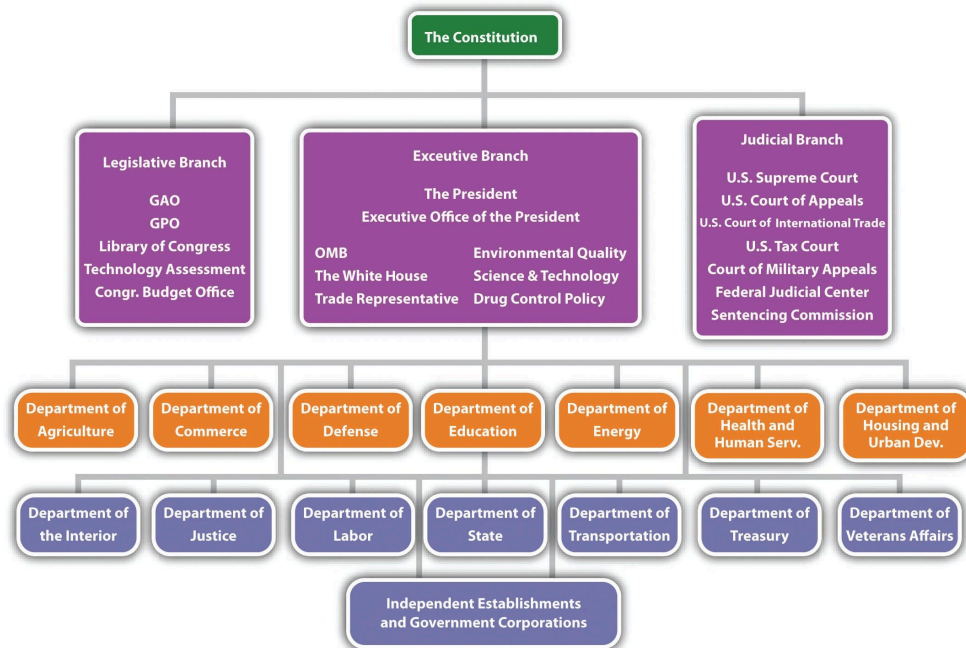 The Constitution
Legislative Branch
GAO
GPO
Library of Congress
Technology Assessment
Congr. Budget Office
Exceutive Branch
The President
Executive Office of the President
OMB
The White House
Trade Representative
Environmental Quality
Science & Technology
Drug Control Policy
Judicial Branch
U.S. Supreme Court
U.S. Court of Appeals
U.S. Court of International Trade
U.S. Tax Court
Court of Military Appeals
Federal Judicial Center
Sentencing Commission
Department of
Agriculture
Department of
Commerce
Department of
Defense
Department of
Education
Department of
Energy
Department of
Health and
Human Serv.
Department of
Housing and
Urban Dev.
Department of
the Interior
Department of
Justice
Department of
Labor
Department of
State
Department of
Transportation
Department of
Treasury
Department of
Veterans Affairs
Independent Establishments
and Government Corporations